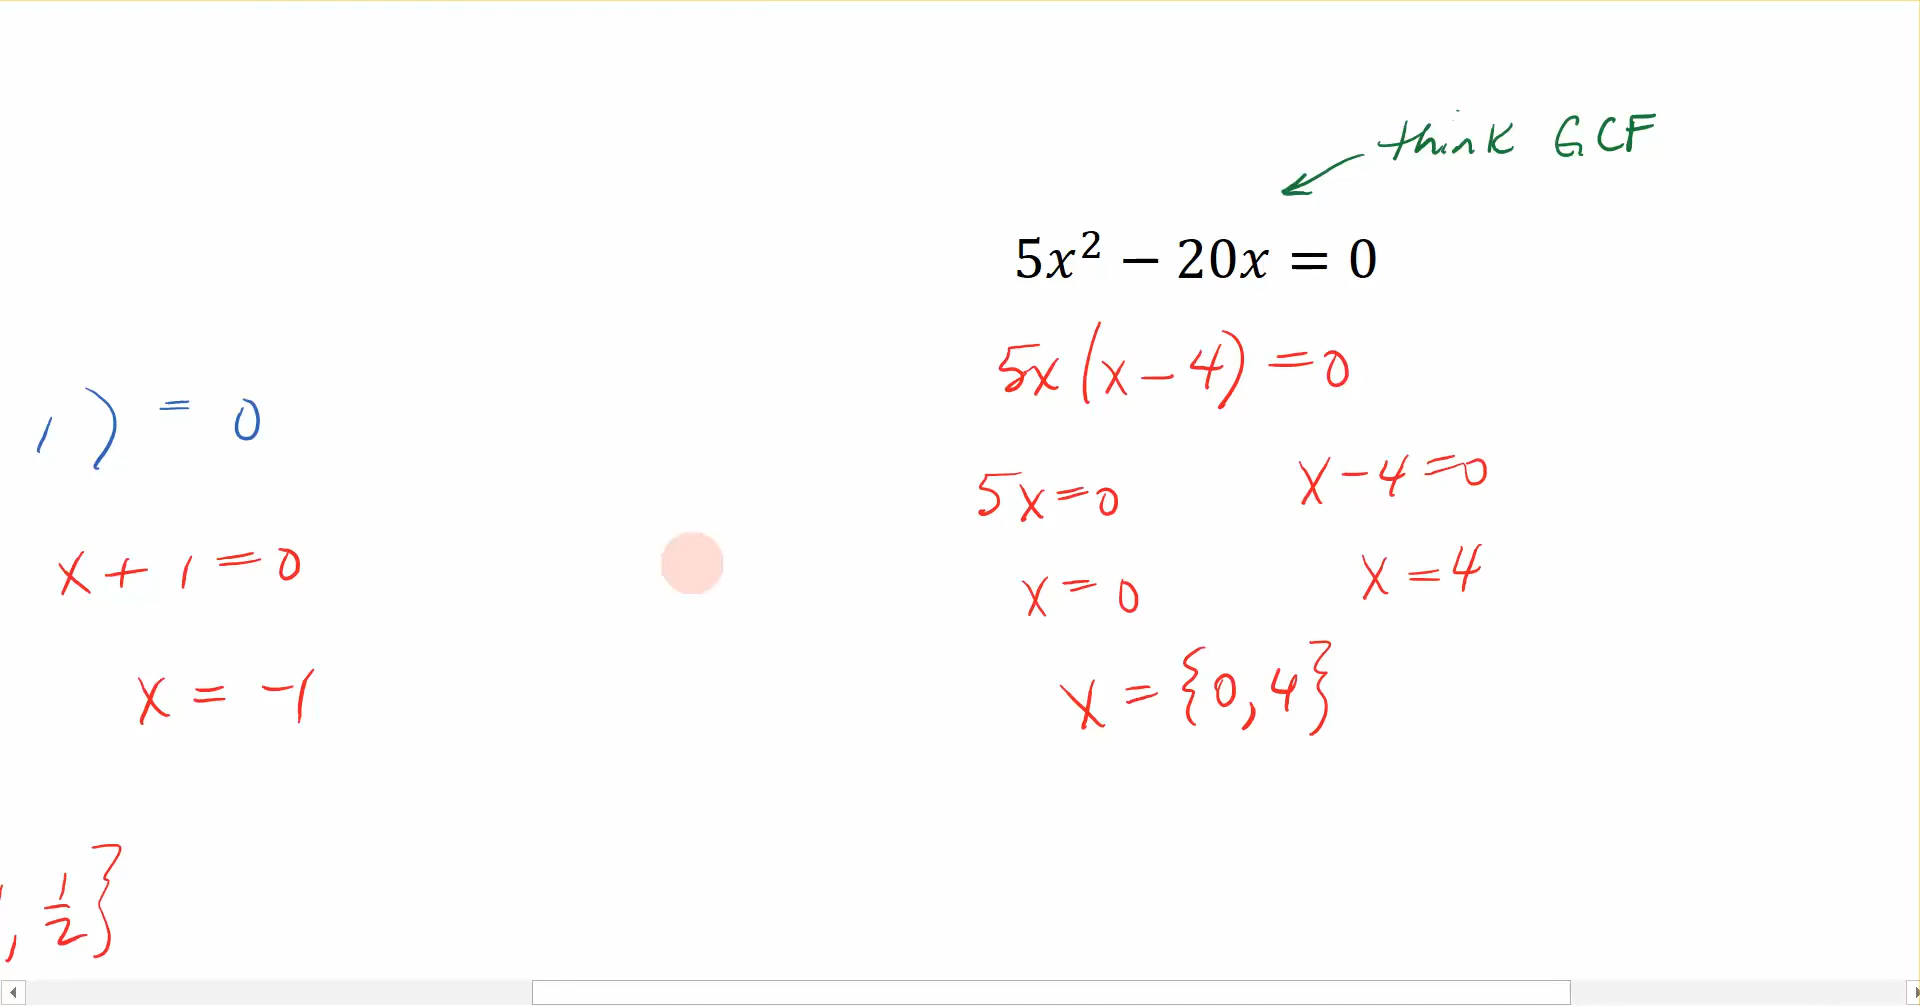 1 ) = 0
x + 1 = 0
x = -1
, 1/2 }
think GCF
5x² − 20x = 0
5x(x − 4) = 0
5x = 0 x − 4 = 0
x = 0 x = 4
x = {0, 4}